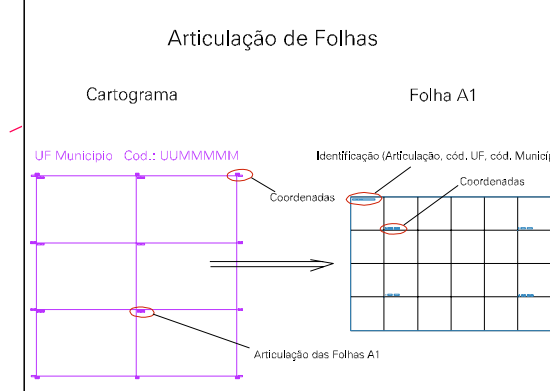 Articulação de Folhas
Cartograma
Folha A1
UF Municipio Cod.: UUMMMMM
Identificação (Articulação, cód. UF, cód. Municíp
Coordenadas
Coordenadas
Articulação das Folhas A1